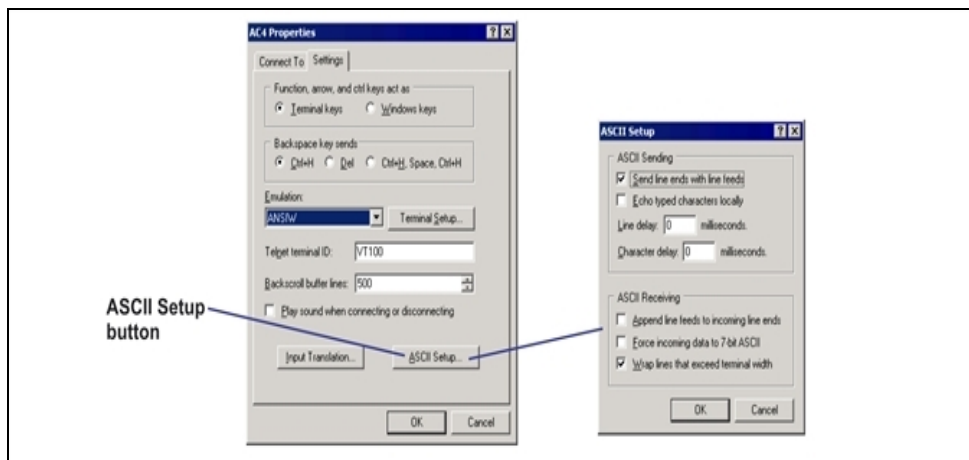 AC4 Properties
Connect To Settings
Function, arrow, and ctrl keys act as
Terminal keys Windows keys
Backspace key sends
Ctrl+H Del Ctrl+H, Space, Ctrl+H
Emulation:
ANSIW Terminal Setup...
Telnet terminal ID: VT100
Backscroll buffer lines: 500
Play sound when connecting or disconnecting
Input Translation... ASCII Setup...
OK Cancel
ASCII Setup
button
ASCII Setup
ASCII Sending
Send line ends with line feeds
Echo typed characters locally
Line delay: 0 milliseconds.
Character delay: 0 milliseconds.
ASCII Receiving
Append line feeds to incoming line ends
Force incoming data to 7-bit ASCII
Wrap lines that exceed terminal width
OK Cancel